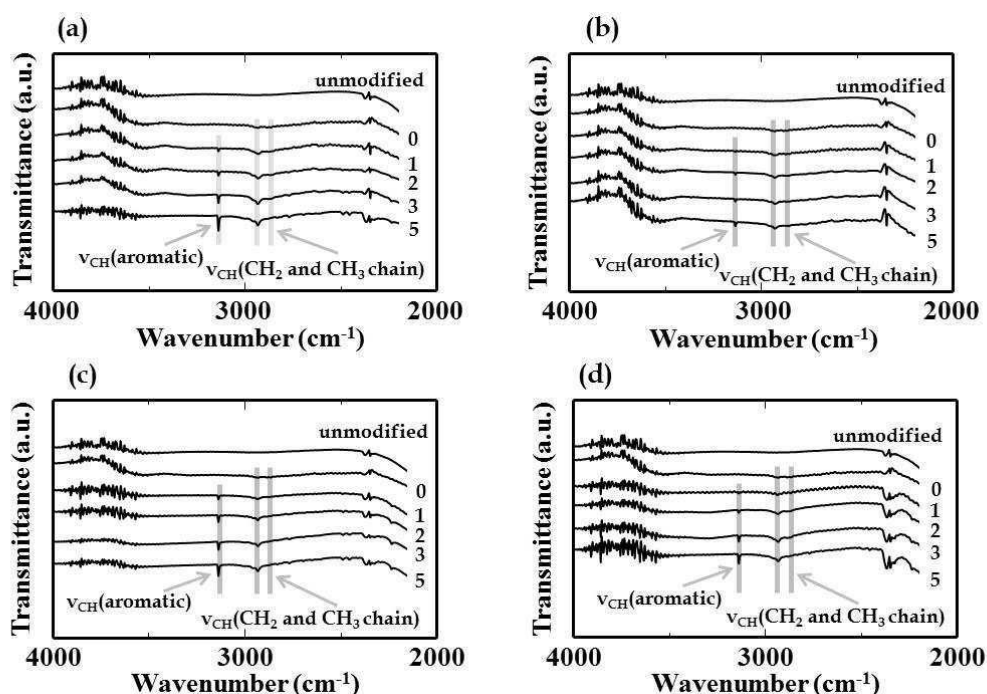 (a)
Transmittance (a.u.)
unmodified
0
1
2
3
5
νCH(aromatic)
νCH(CH2 and CH3 chain)
4000
3000
2000
Wavenumber (cm-1)
(b)
Transmittance (a.u.)
unmodified
0
1
2
3
5
νCH(aromatic)
νCH(CH2 and CH3 chain)
4000
3000
2000
Wavenumber (cm-1)
(c)
Transmittance (a.u.)
unmodified
0
1
2
3
5
νCH(aromatic)
νCH(CH2 and CH3 chain)
4000
3000
2000
Wavenumber (cm-1)
(d)
Transmittance (a.u.)
unmodified
0
1
2
3
5
νCH(aromatic)
νCH(CH2 and CH3 chain)
4000
3000
2000
Wavenumber (cm-1)